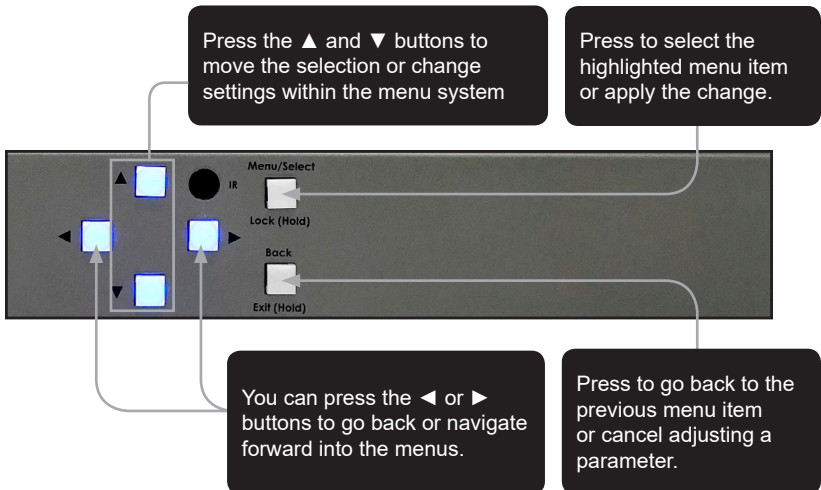 Press the ▲ and ▼ buttons to
move the selection or change
settings within the menu system
Press to select the
highlighted menu item
or apply the change.
▲
IR
Menu/Select
Lock (Hold)
◄
►
Back
▼
Exit (Hold)
You can press the ◄ or ►
buttons to go back or navigate
forward into the menus.
Press to go back to the
previous menu item
or cancel adjusting a
parameter.